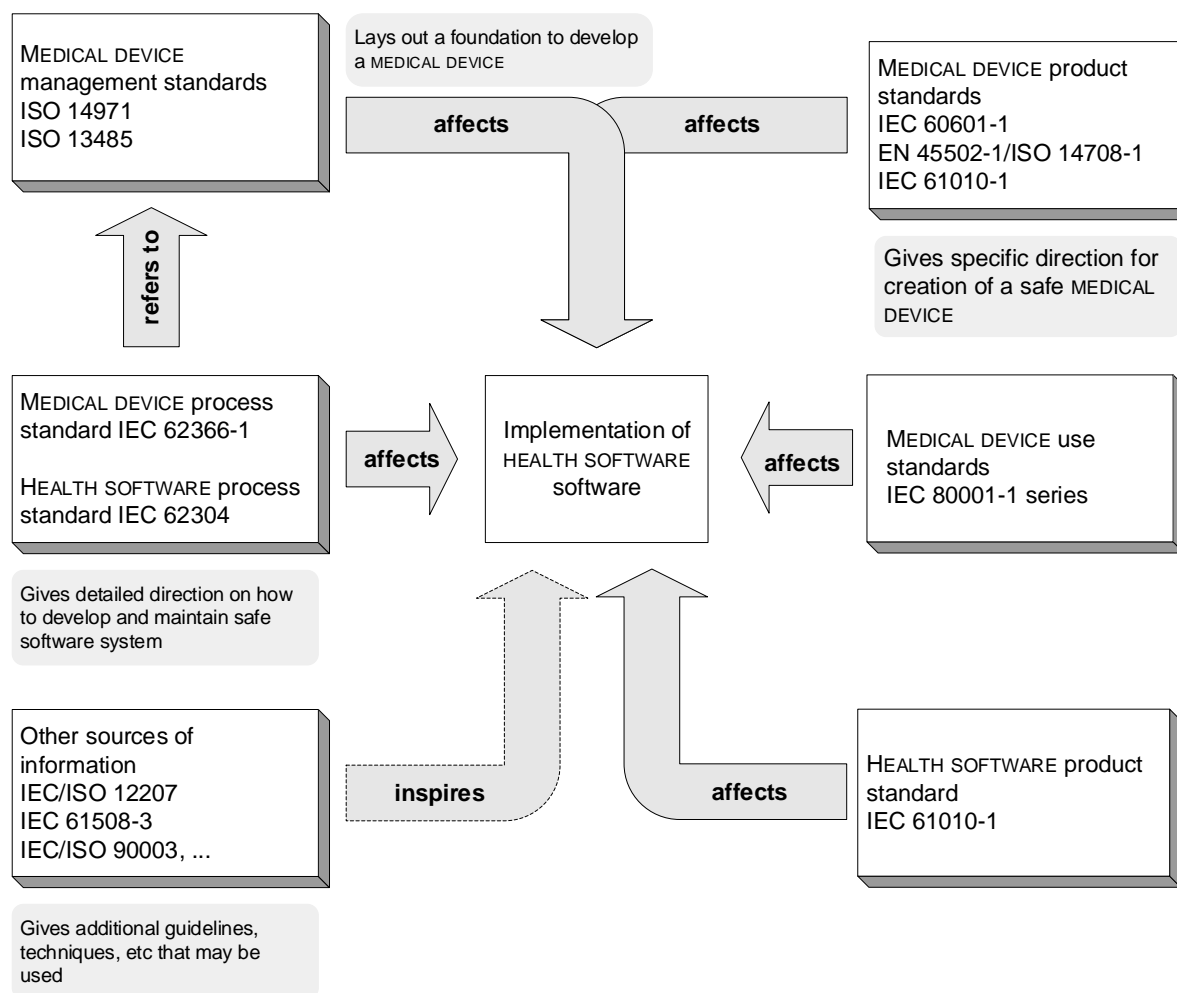 MEDICAL DEVICE
management standards
ISO 14971
ISO 13485
Lays out a foundation to develop
a MEDICAL DEVICE
affects
affects
MEDICAL DEVICE product
standards
IEC 60601-1
EN 45502-1/ISO 14708-1
IEC 61010-1
Gives specific direction for
creation of a safe MEDICAL
DEVICE
refers to
MEDICAL DEVICE process
standard IEC 62366-1
HEALTH SOFTWARE process
standard IEC 62304
affects
Implementation of
HEALTH SOFTWARE
software
affects
MEDICAL DEVICE use
standards
IEC 80001-1 series
Gives detailed direction on how
to develop and maintain safe
software system
Other sources of
information
IEC/ISO 12207
IEC 61508-3
IEC/ISO 90003, ...
inspires
affects
HEALTH SOFTWARE product
standard
IEC 61010-1
Gives additional guidelines,
techniques, etc that may be
used